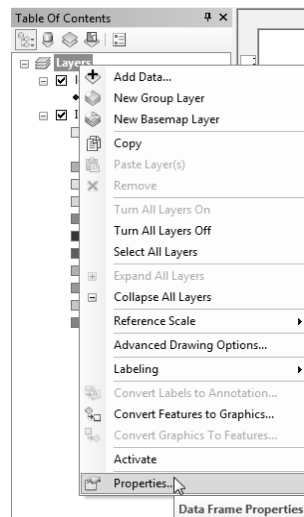 Table Of Contents
Layers
Add Data...
New Group Layer
New Basemap Layer
Copy
Paste Layer(s)
Remove
Turn All Layers On
Turn All Layers Off
Select All Layers
Expand All Layers
Collapse All Layers
Reference Scale
Advanced Drawing Options...
Labeling
Convert Labels to Annotation...
Convert Features to Graphics...
Convert Graphics To Features...
Activate
Properties...
Data Frame Properties